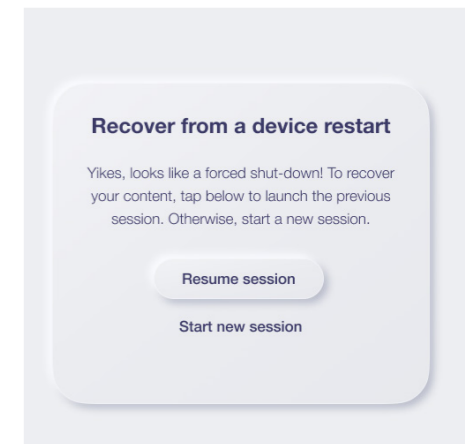 Recover from a device restart
Yikes, looks like a forced shut-down! To recover
your content, tap below to launch the previous
session. Otherwise, start a new session.
Resume session
Start new session